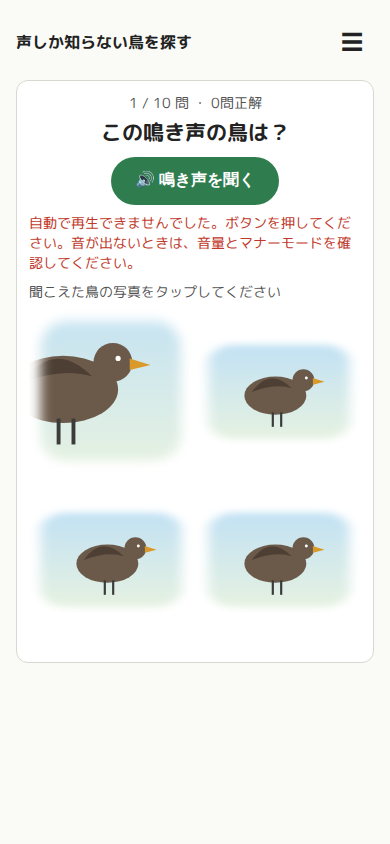 声しか知らない鳥を探す
1 / 10 問 · 0問正解
この鳴き声の鳥は？
🔊 鳴き声を聞く
自動で再生できませんでした。ボタンを押してくだ
さい。音が出ないときは、音量とマナーモードを確
認してください。
聞こえた鳥の写真をタップしてください